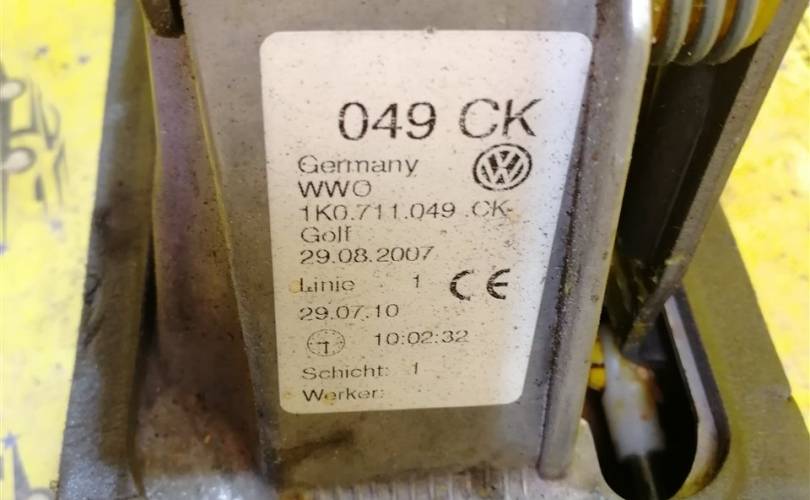 049 CK
Germany
WWO
1K0.711.049 .CK
Golf
29.08.2007
Linie 1 CE
29.07.10
10:02:32
Schicht: 1
Werker: